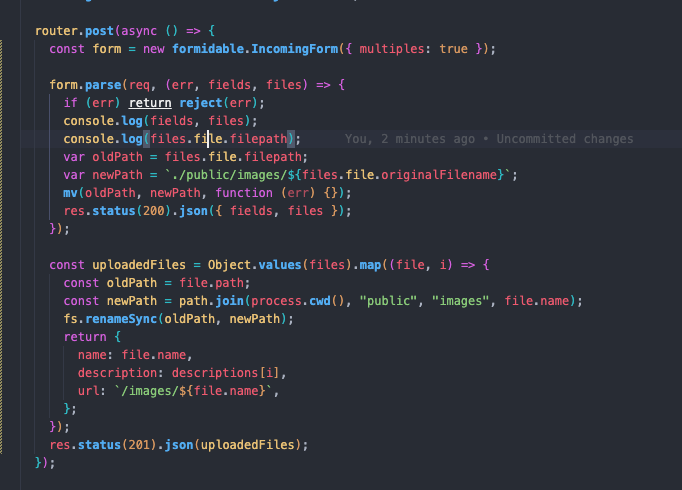 router.post(async () => {
const form = new formidable.IncomingForm({ multiples: true });
form.parse(req, (err, fields, files) => {
if (err) return reject(err);
console.log(fields, files);
console.log(files.file.filepath); You, 2 minutes ago • Uncommitted changes
var oldPath = files.file.filepath;
var newPath = `./public/images/${files.file.originalFilename}`;
mv(oldPath, newPath, function (err) {});
res.status(200).json({ fields, files });
});
const uploadedFiles = Object.values(files).map((file, i) => {
const oldPath = file.path;
const newPath = path.join(process.cwd(), "public", "images", file.name);
fs.renameSync(oldPath, newPath);
return {
name: file.name,
description: descriptions[i],
url: `/images/${file.name}`,
};
});
res.status(201).json(uploadedFiles);
});